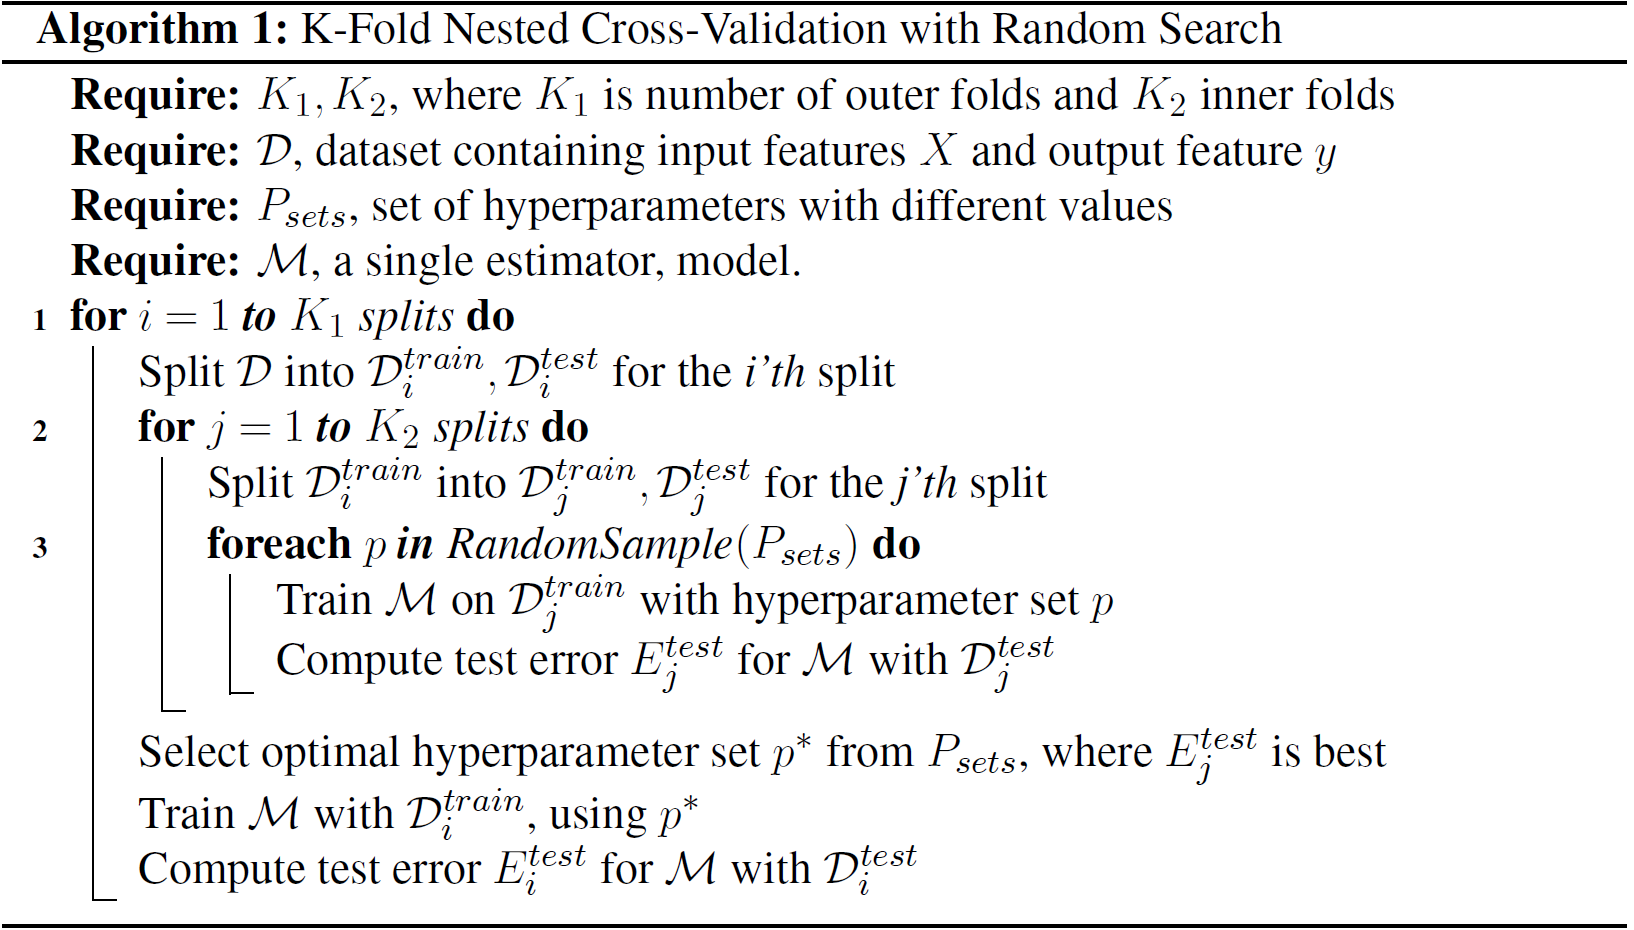 Algorithm 1: K-Fold Nested Cross-Validation with Random Search
Require: $K_1, K_2$, where $K_1$ is number of outer folds and $K_2$ inner folds
Require: $\mathcal{D}$, dataset containing input features $X$ and output feature $y$
Require: $P_{sets}$, set of hyperparameters with different values
Require: $\mathcal{M}$, a single estimator, model.
1 for $i = 1$ to $K_1$ splits do
Split $\mathcal{D}$ into $\mathcal{D}_i^{train}, \mathcal{D}_i^{test}$ for the i'th split
2 for $j = 1$ to $K_2$ splits do
Split $\mathcal{D}_i^{train}$ into $\mathcal{D}_j^{train}, \mathcal{D}_j^{test}$ for the j'th split
3 foreach $p$ in RandomSample($P_{sets}$) do
Train $\mathcal{M}$ on $\mathcal{D}_j^{train}$ with hyperparameter set $p$
Compute test error $E_j^{test}$ for $\mathcal{M}$ with $\mathcal{D}_j^{test}$
Select optimal hyperparameter set $p^*$ from $P_{sets}$, where $E_j^{test}$ is best
Train $\mathcal{M}$ with $\mathcal{D}_i^{train}$, using $p^*$
Compute test error $E_i^{test}$ for $\mathcal{M}$ with $\mathcal{D}_i^{test}$